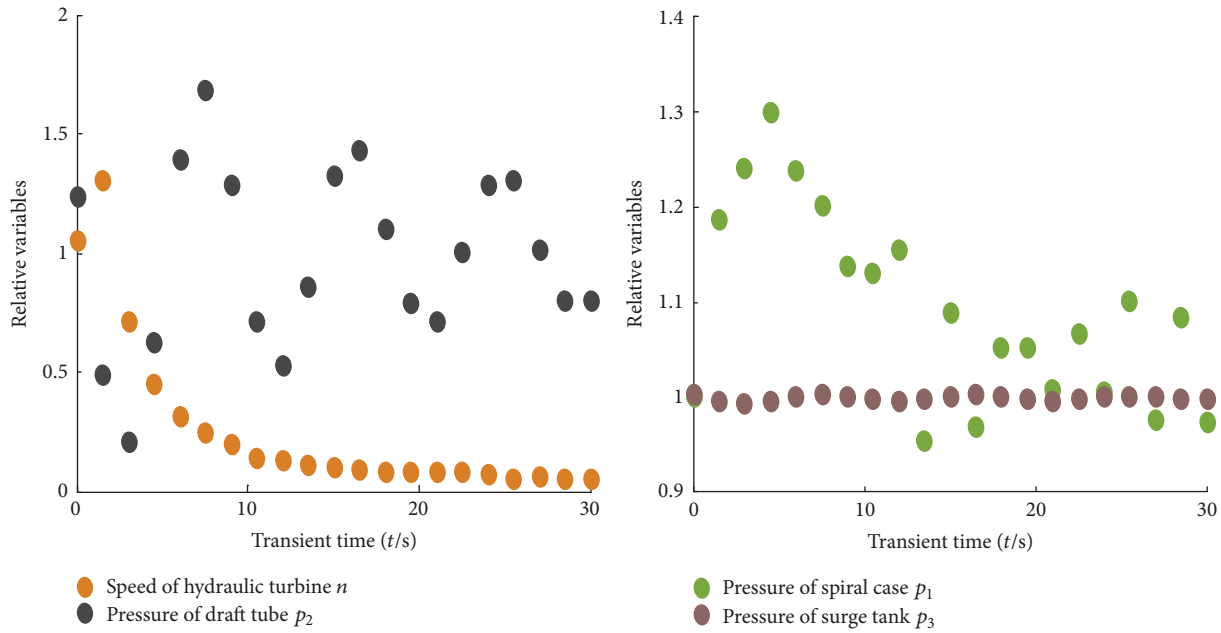 2
1.5
1
0.5
0
0
10
20
30
Relative variables
Transient time (t/s)
Speed of hydraulic turbine n
Pressure of draft tube p2
1.4
1.3
1.2
1.1
1
0.9
0
10
20
30
Relative variables
Transient time (t/s)
Pressure of spiral case p1
Pressure of surge tank p3